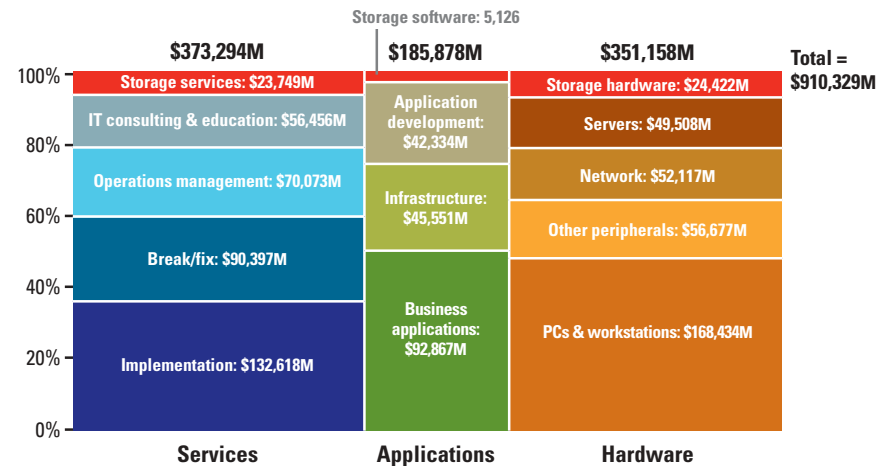 Storage software: 5,126
$373,294M
$185,878M
$351,158M
Total =
$910,329M
100%
80%
60%
40%
20%
0%
Storage services: $23,749M
IT consulting & education: $56,456M
Operations management: $70,073M
Break/fix: $90,397M
Implementation: $132,618M
Application
development:
$42,334M
Infrastructure:
$45,551M
Business
applications:
$92,867M
Storage hardware: $24,422M
Servers: $49,508M
Network: $52,117M
Other peripherals: $56,677M
PCs & workstations: $168,434M
Services
Applications
Hardware